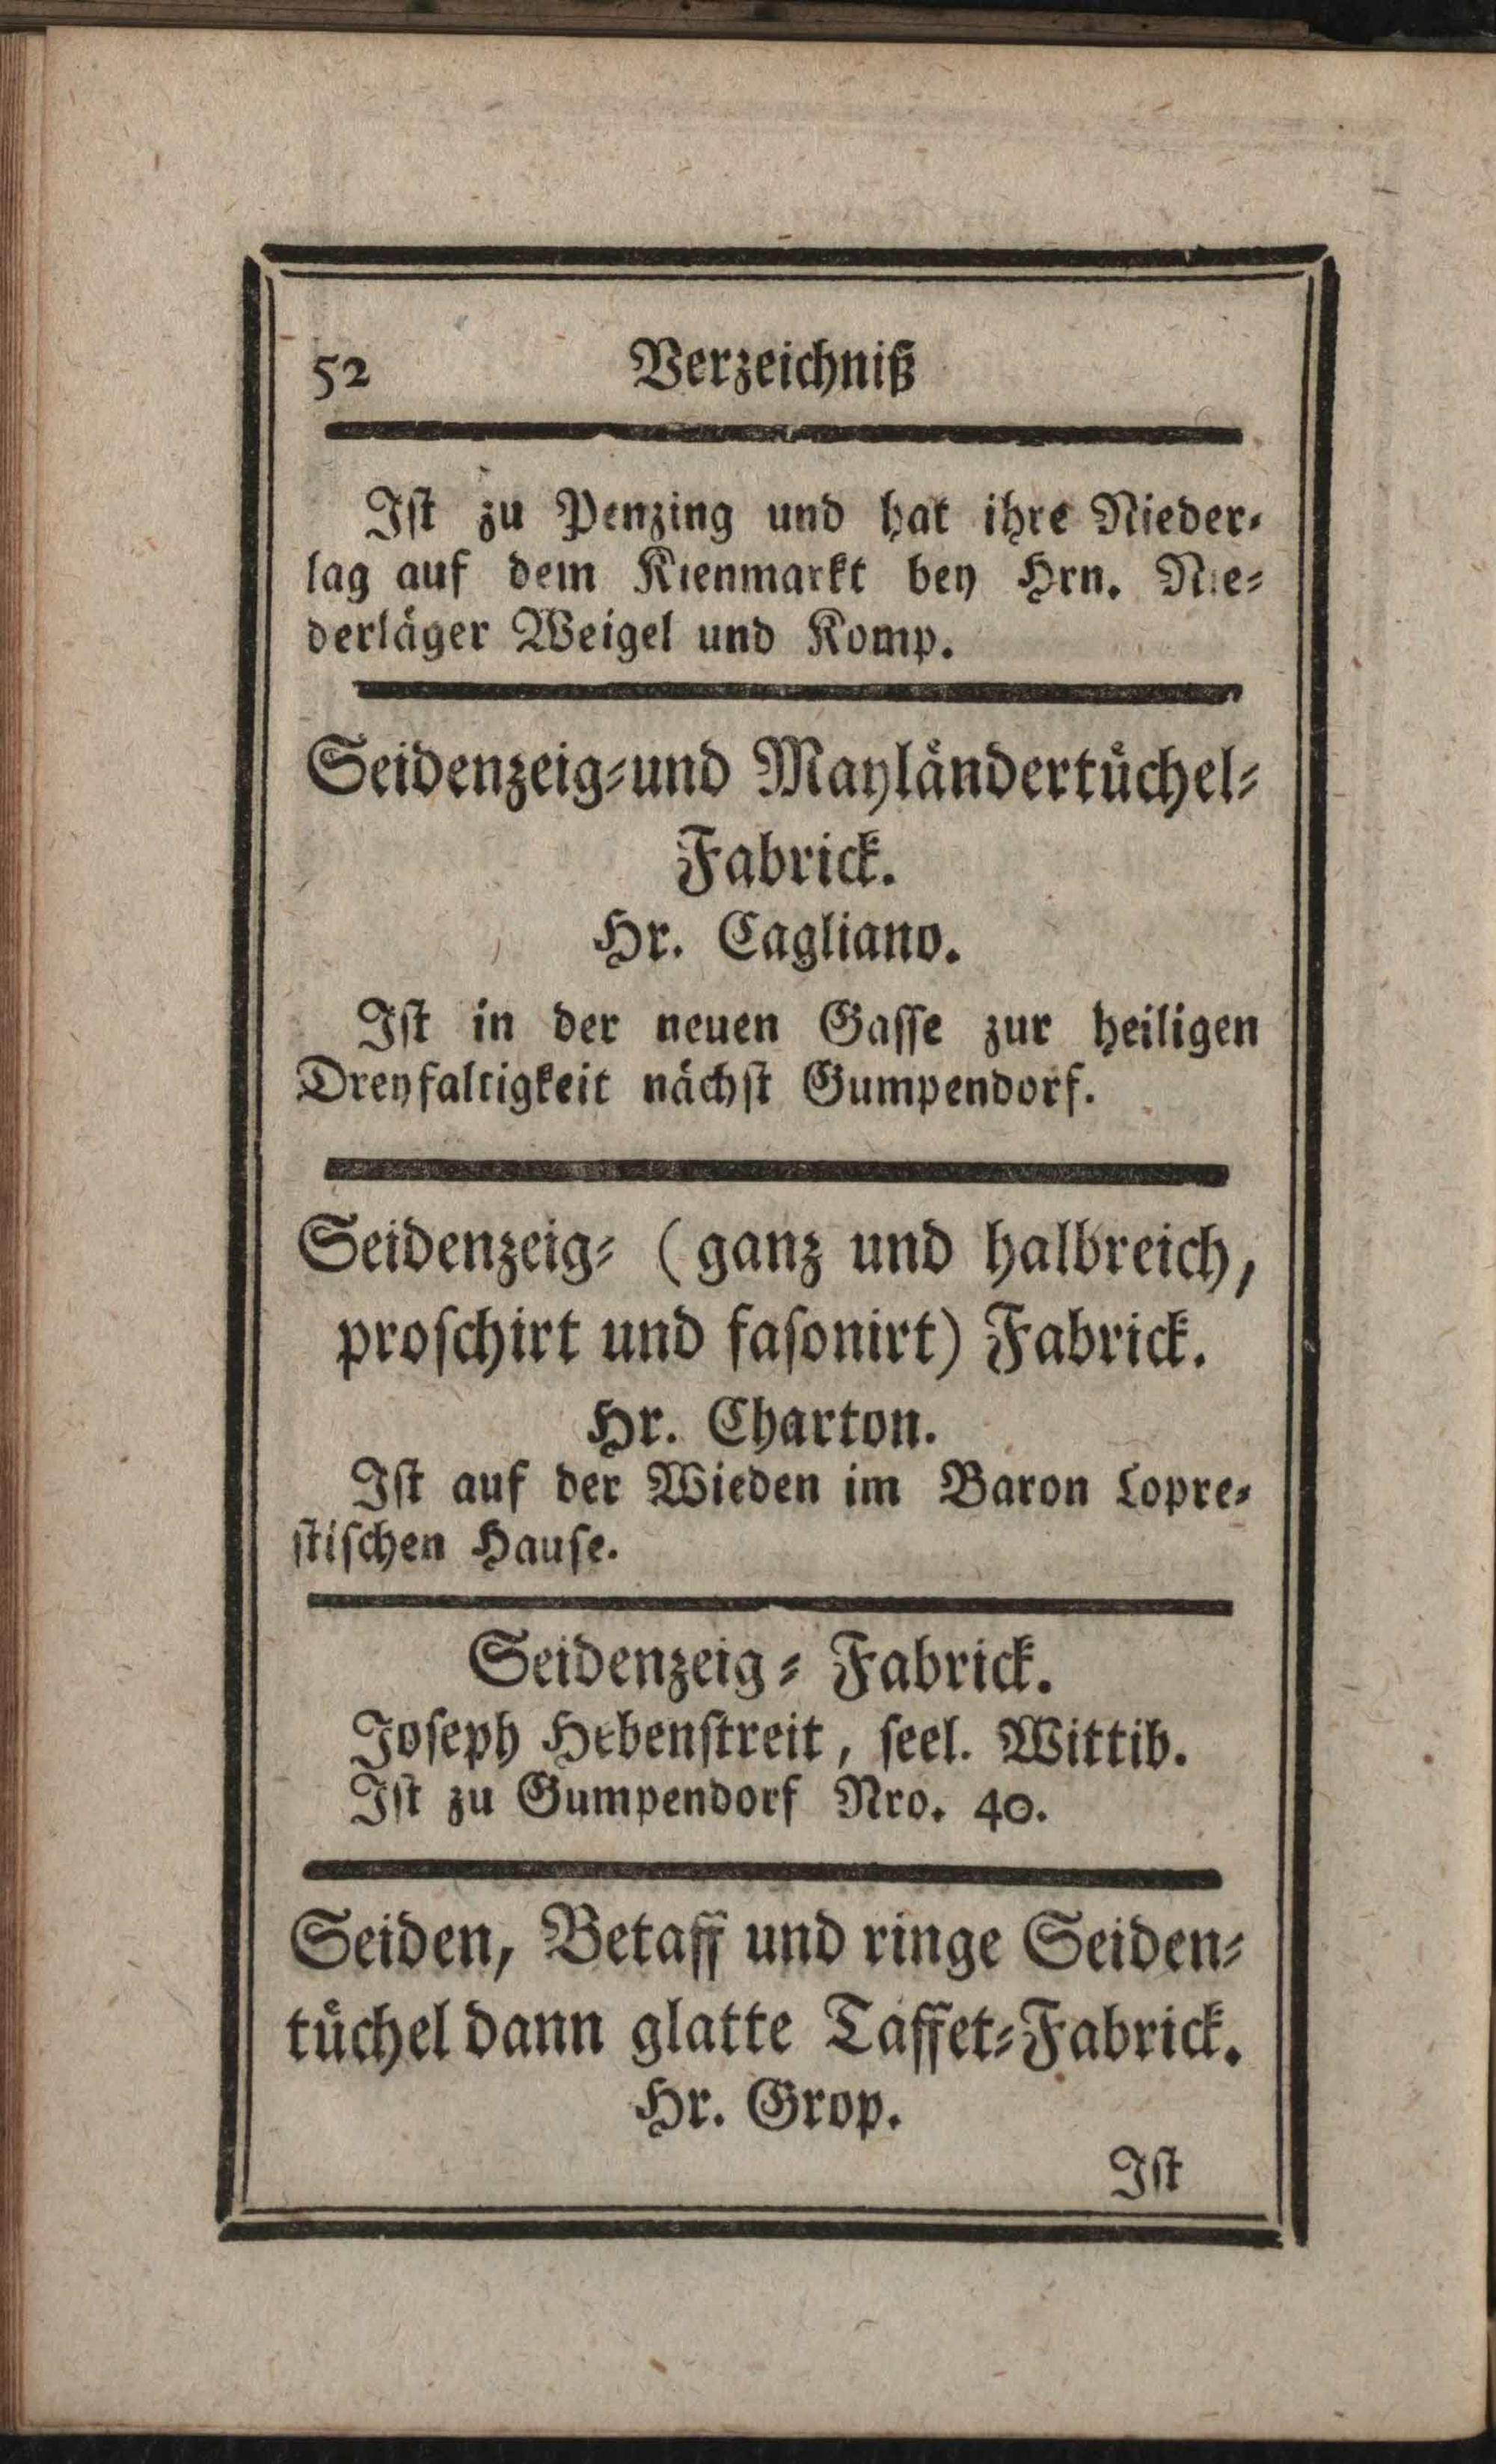 52 Verzeichniß
Ist zu Penzing und hat ihre Nieder-
lag auf dem Kienmarkt bey Hrn. Nie-
derläger Weigel und Komp.
Seidenzeig-und Mayländertüchel-
Fabrick.
Hr. Cagliano.
Ist in der neuen Gasse zur heiligen
Dreyfaltigkeit nächst Gumpendorf.
Seidenzeig- (ganz und halbreich,
proschirt und fasonirt) Fabrick.
Hr. Charton.
Ist auf der Wieden im Baron Lopre-
stischen Hause.
Seidenzeig - Fabrick.
Joseph Hebenstreit, seel. Wittib.
Ist zu Gumpendorf Nro. 40.
Seiden, Betaff und ringe Seiden-
tüchel dann glatte Taffet-Fabrick.
Hr. Grop.
Ist